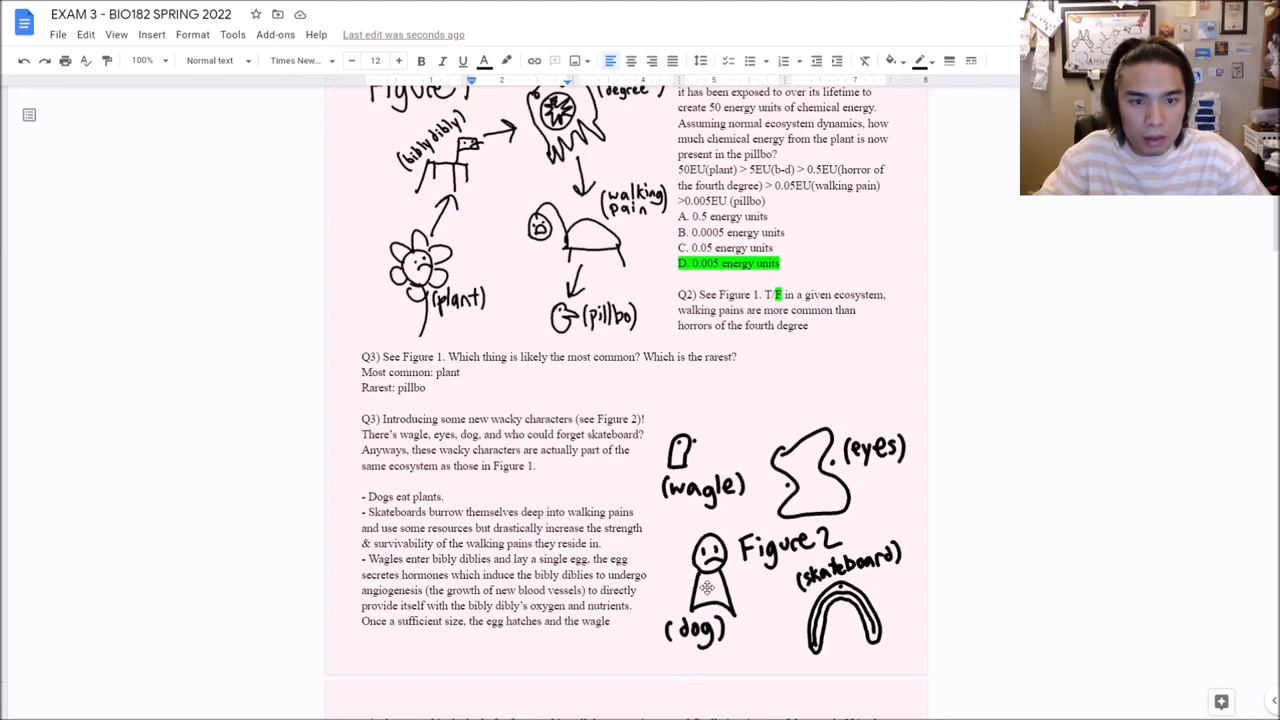 EXAM 3 - BIO182 SPRING 2022
File Edit View Insert Format Tools Add-ons Help Last edit was seconds ago
100% Normal text Times New... 12
1 2 3 4 5 6 7 8
Figure 1
(degree)
(bibly dibly)
(walking
pain)
(plant)
(pillbo)
it has been exposed to over its lifetime to
create 50 energy units of chemical energy.
Assuming normal ecosystem dynamics, how
much chemical energy from the plant is now
present in the pillbo?
50EU(plant) > 5EU(b-d) > 0.5EU(horror of
the fourth degree) > 0.05EU(walking pain)
>0.005EU (pillbo)
A. 0.5 energy units
B. 0.0005 energy units
C. 0.05 energy units
D. 0.005 energy units
Q2) See Figure 1. T/F in a given ecosystem,
walking pains are more common than
horrors of the fourth degree
Q3) See Figure 1. Which thing is likely the most common? Which is the rarest?
Most common: plant
Rarest: pillbo
Q3) Introducing some new wacky characters (see Figure 2)!
There's wagle, eyes, dog, and who could forget skateboard?
Anyways, these wacky characters are actually part of the
same ecosystem as those in Figure 1.
- Dogs eat plants.
- Skateboards burrow themselves deep into walking pains
and use some resources but drastically increase the strength
& survivability of the walking pains they reside in.
- Wagles enter bibly diblies and lay a single egg, the egg
secretes hormones which induce the bibly diblies to undergo
angiogenesis (the growth of new blood vessels) to directly
provide itself with the bibly dibly's oxygen and nutrients.
Once a sufficient size, the egg hatches and the wagle
(wagle)
(eyes)
Figure 2
(skateboard)
(dog)